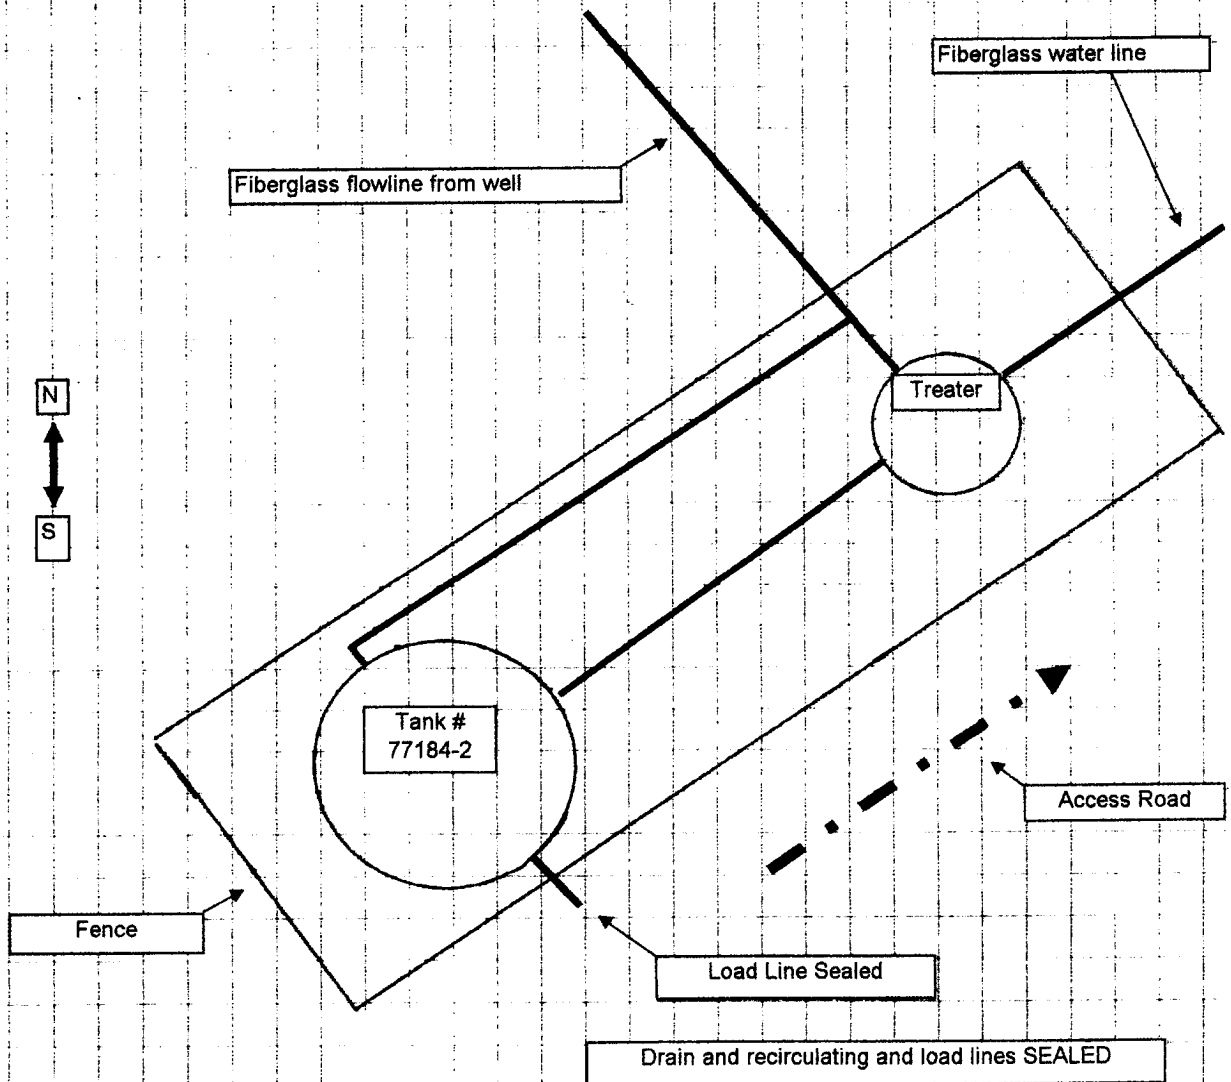 Fiberglass water line
Fiberglass flowline from well
N
Treater
S
Tank #
77184-2
Access Road
Fence
Load Line Sealed
Drain and recirculating and load lines SEALED